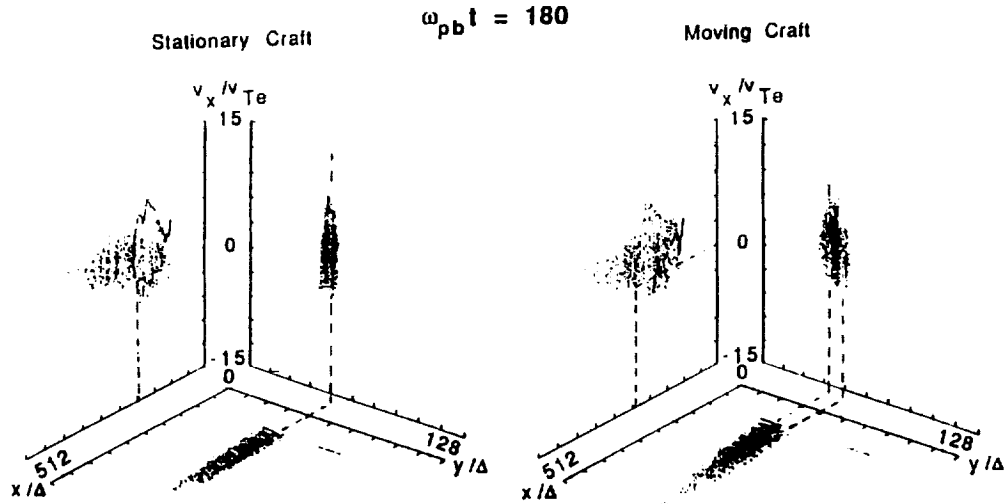 ω_pb t = 180
Stationary Craft
v_x/v_Te
15
0
-15
0
512
x/Δ
128
y/Δ
Moving Craft
v_x/v_Te
15
0
-15
0
512
x/Δ
128
y/Δ